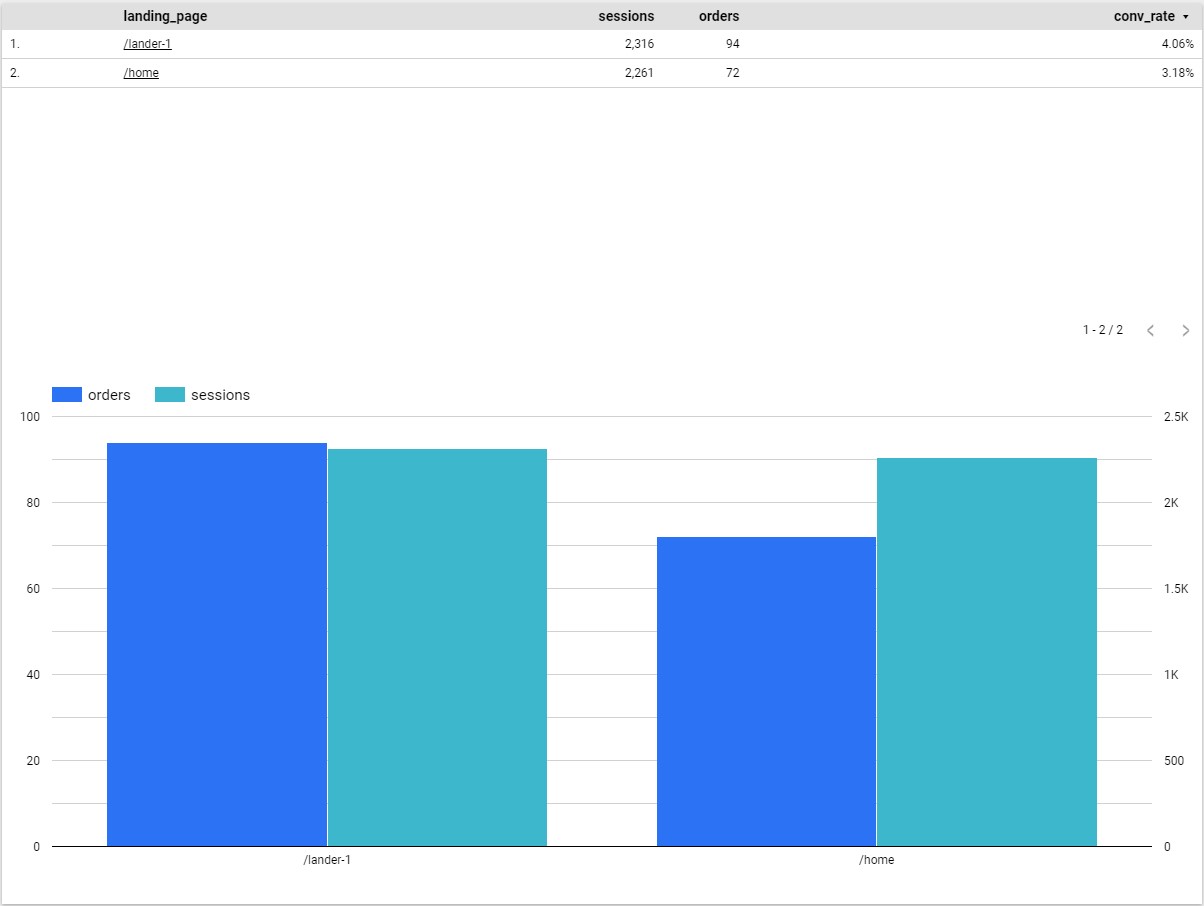 landing_page sessions orders conv_rate
1. /lander-1 2,316 94 4.06%
2. /home 2,261 72 3.18%
1 - 2 / 2
orders sessions
100 2.5K
80 2K
60 1.5K
40 1K
20 500
0 0
/lander-1 /home